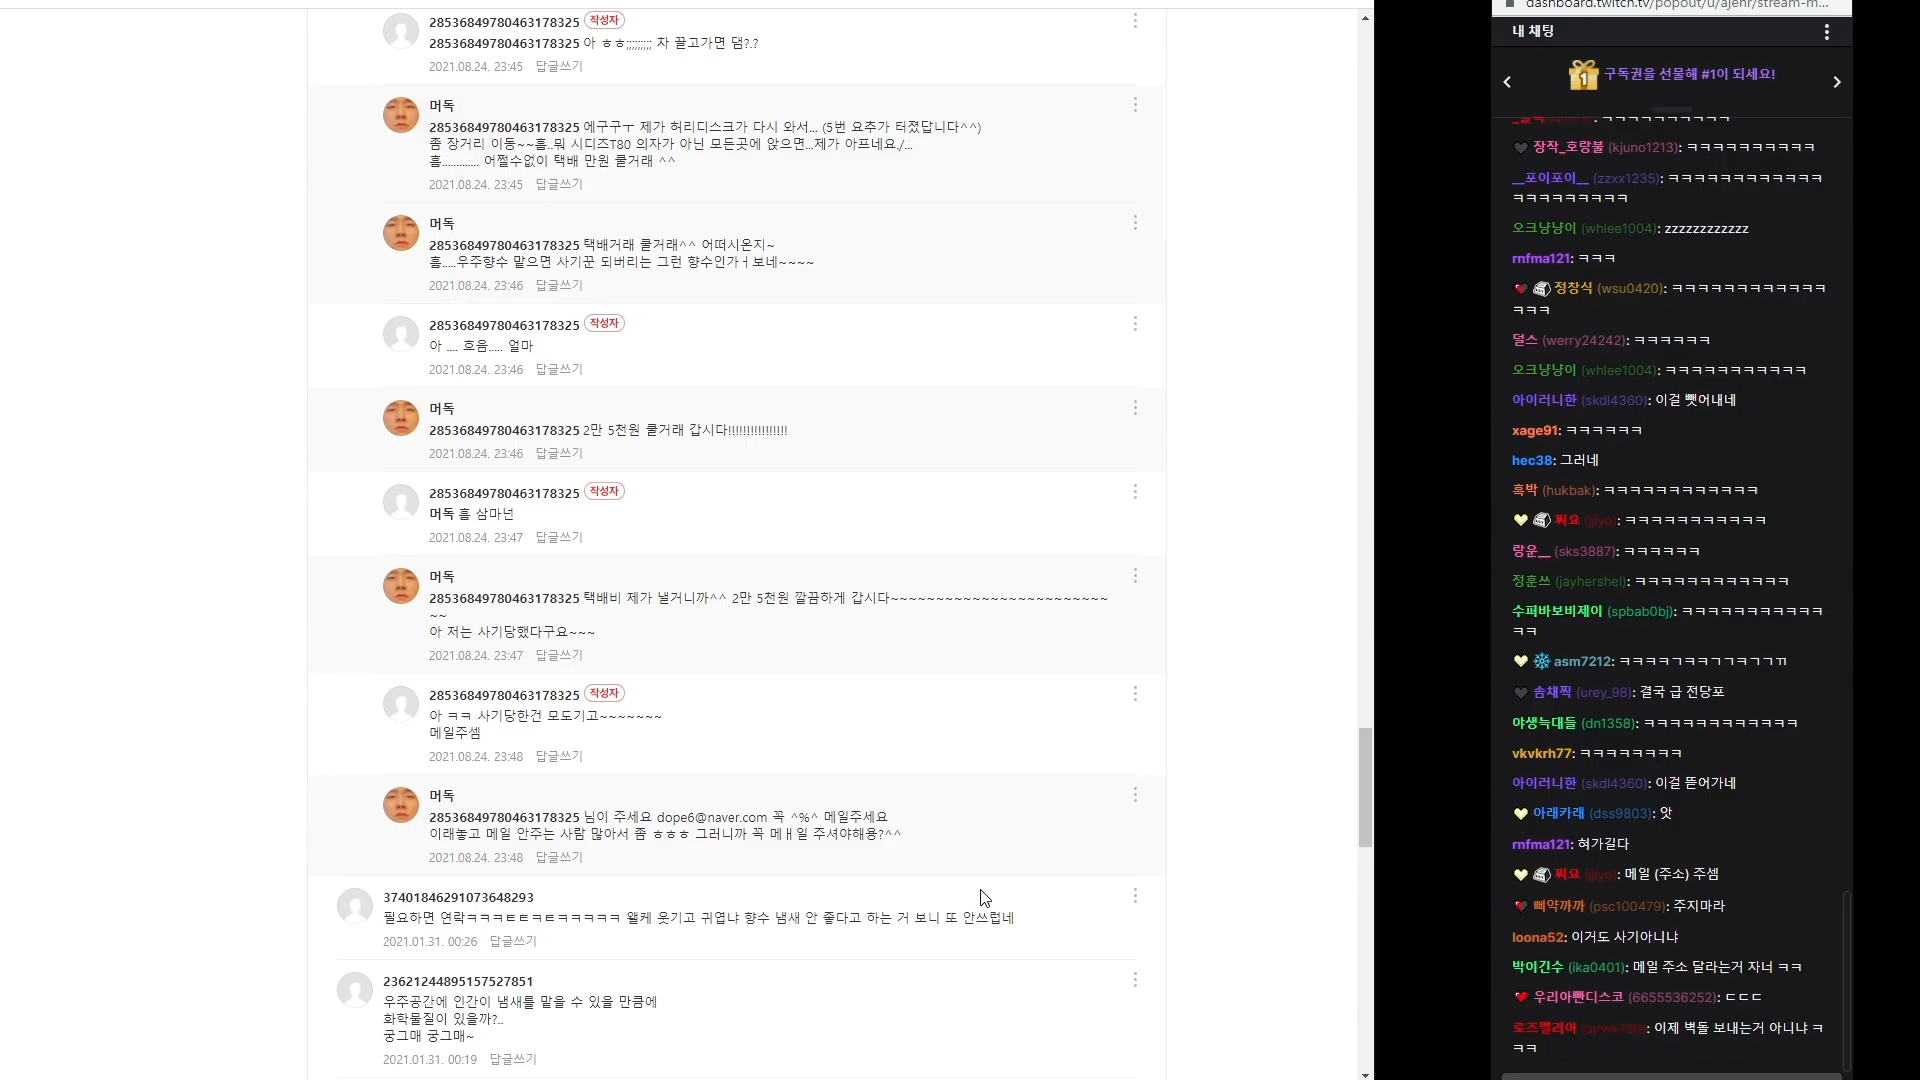 28536849780463178325 작성자
28536849780463178325 아 ㅎㅎ;;;;;;;;; 차 끌고가면 댐?.?
2021.08.24. 23:45 답글쓰기
머독
28536849780463178325 에구구ㅜ 제가 허리디스크가 다시 와서... (5번 요추가 터졌답니다^^)
좀 장거리 이동~~흠..뭐 시디즈T80 의자가 아닌 모든곳에 앉으면...제가 아프네요./...
흠............. 어쩔수없이 택배 만원 쿨거래 ^^
2021.08.24. 23:45 답글쓰기
머독
28536849780463178325 택배거래 쿨거래^^ 어떠시온지~
흠.....우주향수 맡으면 사기꾼 되버리는 그런 향수인가ㅓ보네~~~~
2021.08.24. 23:46 답글쓰기
28536849780463178325 작성자
아 .... 흐음..... 얼마
2021.08.24. 23:46 답글쓰기
머독
28536849780463178325 2만 5천원 쿨거래 갑시다!!!!!!!!!!!!!!!!
2021.08.24. 23:46 답글쓰기
28536849780463178325 작성자
머독 흠 삼마넌
2021.08.24. 23:47 답글쓰기
머독
28536849780463178325 택배비 제가 낼거니까^^ 2만 5천원 깔끔하게 갑시다~~~~~~~~~~~~~~~~~~~~~~~~
~~
아 저는 사기당했다구요~~~
2021.08.24. 23:47 답글쓰기
28536849780463178325 작성자
아 ㅋㅋ 사기당한건 모도기고~~~~~~~
메일주셈
2021.08.24. 23:48 답글쓰기
머독
28536849780463178325 님이 주세요 dope6@naver.com 꼭 ^%^ 메일주세요
이래놓고 메일 안주는 사람 많아서 좀 ㅎㅎㅎ 그러니까 꼭 메ㅐ일 주셔야해용?^^
2021.08.24. 23:48 답글쓰기
37401846291073648293
필요하면 연락ㅋㅋㅋㅌㅌㅋㅌㅋㅋㅋㅋㅋ 왤케 웃기고 귀엽냐 향수 냄새 안 좋다고 하는 거 보니 또 안쓰럽네
2021.01.31. 00:26 답글쓰기
23621244895157527851
우주공간에 인간이 냄새를 맡을 수 있을 만큼에
화학물질이 있을까?..
궁그매 궁그매~
2021.01.31. 00:19 답글쓰기
dashboard.twitch.tv/popout/u/ajehr/stream-m...
내 채팅
1 구독권을 선물해 #1이 되세요!
장작_호랑불 (kjuno1213): ㅋㅋㅋㅋㅋㅋㅋㅋㅋㅋ
__포이포이__ (zzxx1235): ㅋㅋㅋㅋㅋㅋㅋㅋㅋㅋㅋㅋ
ㅋㅋㅋㅋㅋㅋㅋㅋㅋ
오크냥냥이 (whlee1004): zzzzzzzzzzzz
rnfma121: ㅋㅋㅋ
정창식 (wsu0420): ㅋㅋㅋㅋㅋㅋㅋㅋㅋㅋㅋㅋ
ㅋㅋㅋ
덜스 (werry24242): ㅋㅋㅋㅋㅋㅋ
오크냥냥이 (whlee1004): ㅋㅋㅋㅋㅋㅋㅋㅋㅋㅋㅋ
아이러니한 (skdl4360): 이걸 뺏어내네
xage91: ㅋㅋㅋㅋㅋㅋ
hec38: 그러네
흑박 (hukbak): ㅋㅋㅋㅋㅋㅋㅋㅋㅋㅋㅋㅋ
찌요: ㅋㅋㅋㅋㅋㅋㅋㅋㅋㅋㅋ
랑운__ (sks3887): ㅋㅋㅋㅋㅋㅋ
정훈쓰 (jayhershel): ㅋㅋㅋㅋㅋㅋㅋㅋㅋㅋㅋㅋ
수퍼바보비제이 (spbab0bj): ㅋㅋㅋㅋㅋㅋㅋㅋㅋㅋㅋ
ㅋㅋ
asm7212: ㅋㅋㅋㅋㄱㅋㅋㄱㄱㅋㄱㄱㄲ
솜채찍 (urey_98): 결국 급 전당포
야생늑대들 (dn1358): ㅋㅋㅋㅋㅋㅋㅋㅋㅋㅋㅋㅋ
vkvkrh77: ㅋㅋㅋㅋㅋㅋㅋㅋ
아이러니한 (skdl4360): 이걸 뜯어가네
아래카래 (dss9803): 앗
rnfma121: 혀가길다
찌요: 메일 (주소) 주셈
삐약까까 (psc100479): 주지마라
loona52: 이거도 사기아니냐
박이긴수 (ika0401): 메일 주소 달라는거 자너 ㅋㅋ
우리아빤디스코 (6655536252): ㄷㄷㄷ
로즈펠리아: 이제 벽돌 보내는거 아니냐 ㅋ
ㅋㅋ